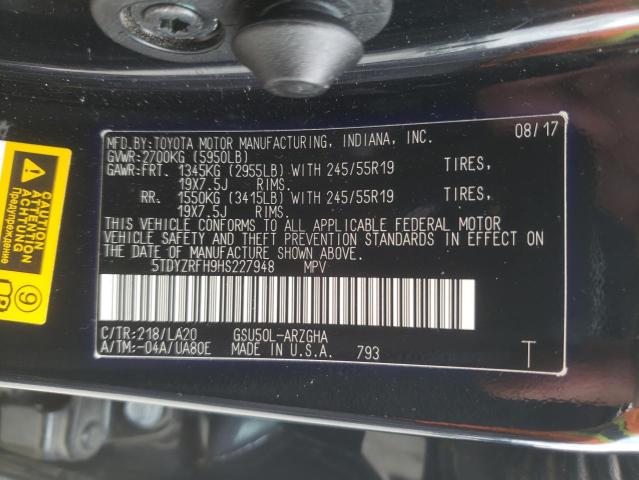 MFD.BY:TOYOTA MOTOR MANUFACTURING, INDIANA, INC. 08/17
GVWR:2700KG (5950LB)
GAWR:FRT. 1345KG (2955LB) WITH 245/55R19 TIRES,
19X7.5J RIMS.
RR. 1550KG (3415LB) WITH 245/55R19 TIRES,
19X7.5J RIMS.
THIS VEHICLE CONFORMS TO ALL APPLICABLE FEDERAL MOTOR
VEHICLE SAFETY AND THEFT PREVENTION STANDARDS IN EFFECT ON
THE DATE OF MANUFACTURE SHOWN ABOVE.
5TDYZRFH9HS227948 MPV
C/TR:218/LA20 GSU50L-ARZGHA
A/TM:-04A/UA80E MADE IN U.S.A. 793 T
CAUTION
ATTENTION
ACHTUNG
Предупреждение
9